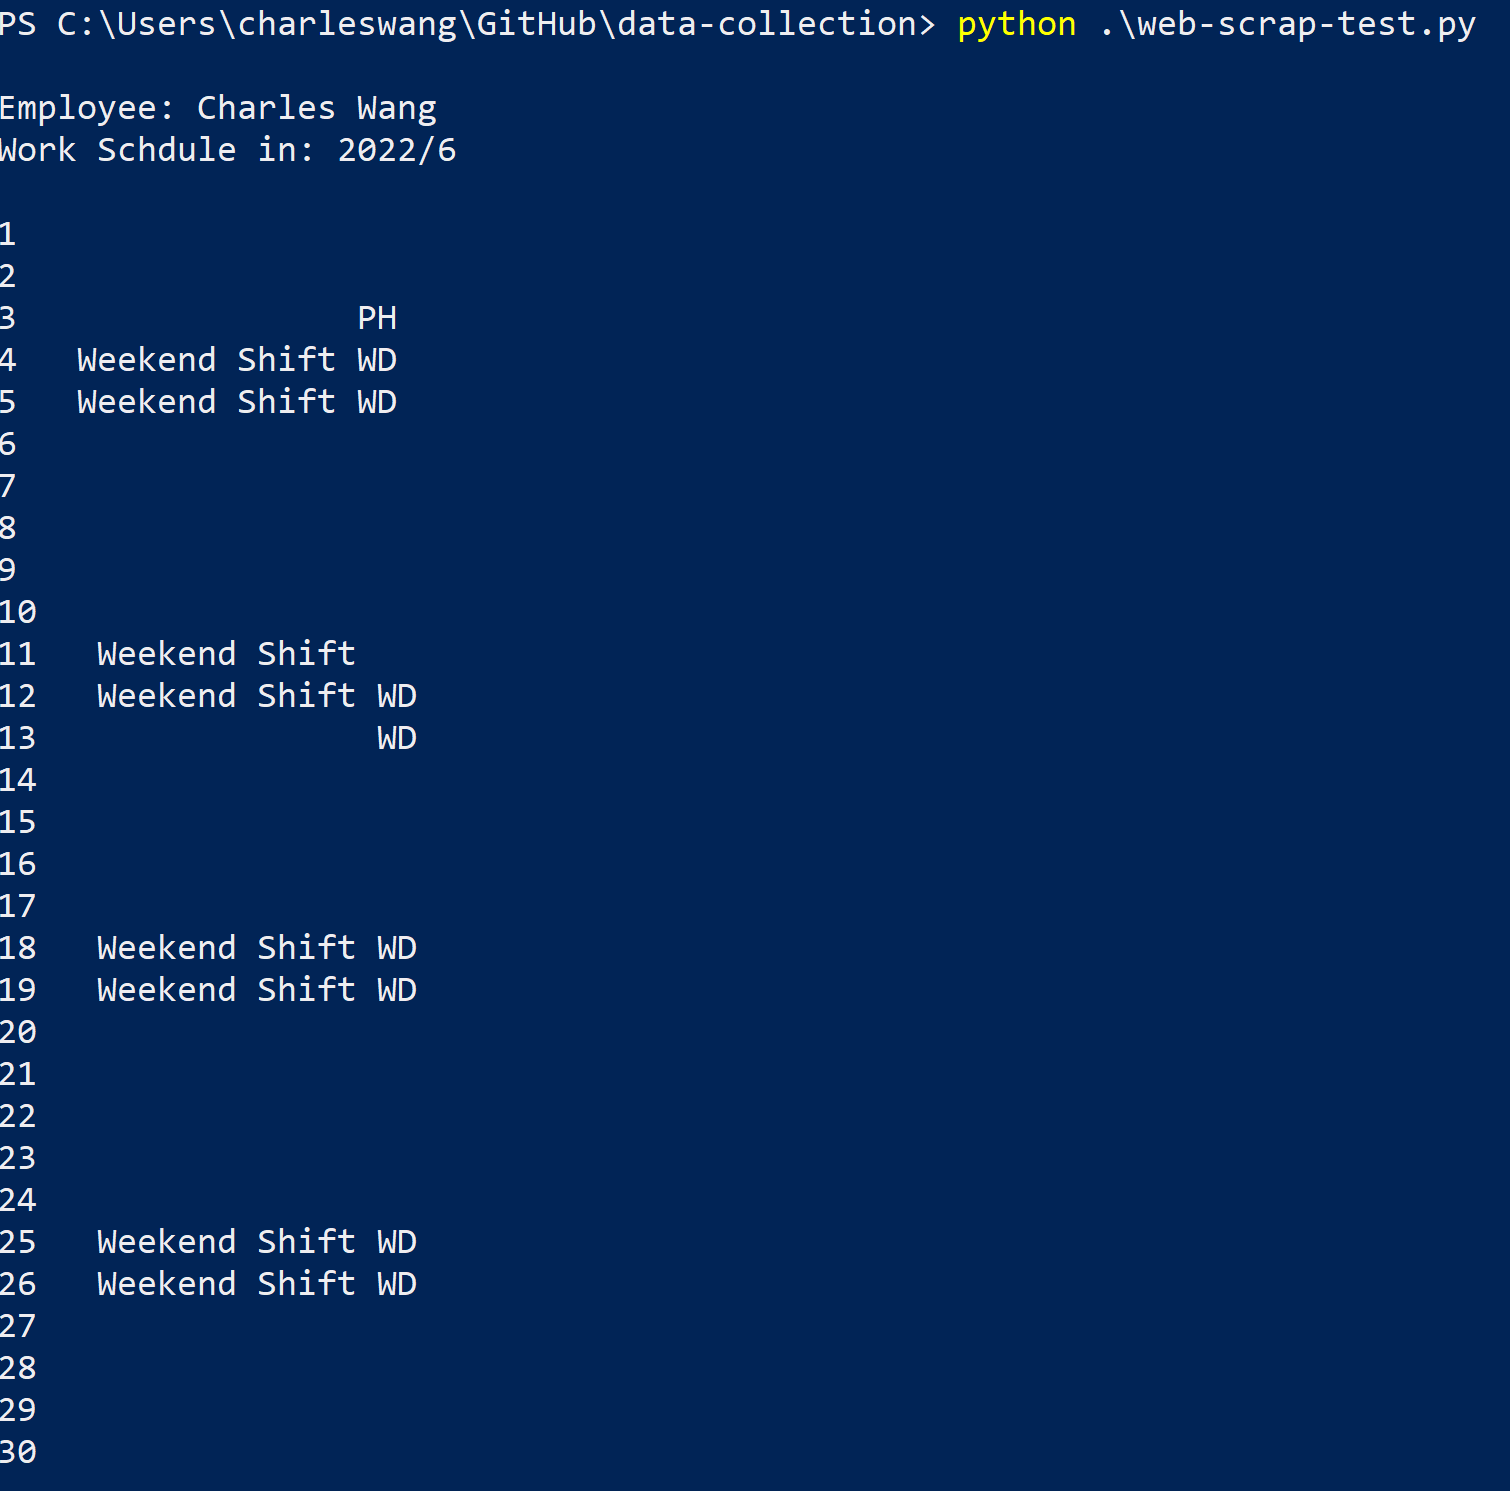 PS C:\Users\charleswang\GitHub\data-collection> python .\web-scrap-test.py
Employee: Charles Wang
Work Schdule in: 2022/6
1
2
3 PH
4 Weekend Shift WD
5 Weekend Shift WD
6
7
8
9
10
11 Weekend Shift
12 Weekend Shift WD
13 WD
14
15
16
17
18 Weekend Shift WD
19 Weekend Shift WD
20
21
22
23
24
25 Weekend Shift WD
26 Weekend Shift WD
27
28
29
30